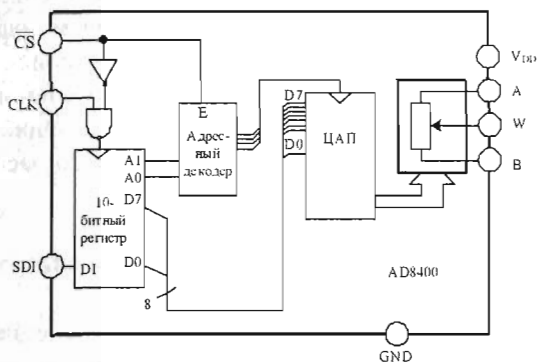 CS
CLK
SDI
E
Адрес-
ный
декодер
A1
A0
D7
10-
битный
регистр
DI
D0
8
D7
D0
ЦАП
V_DD
A
W
B
AD8400
GND